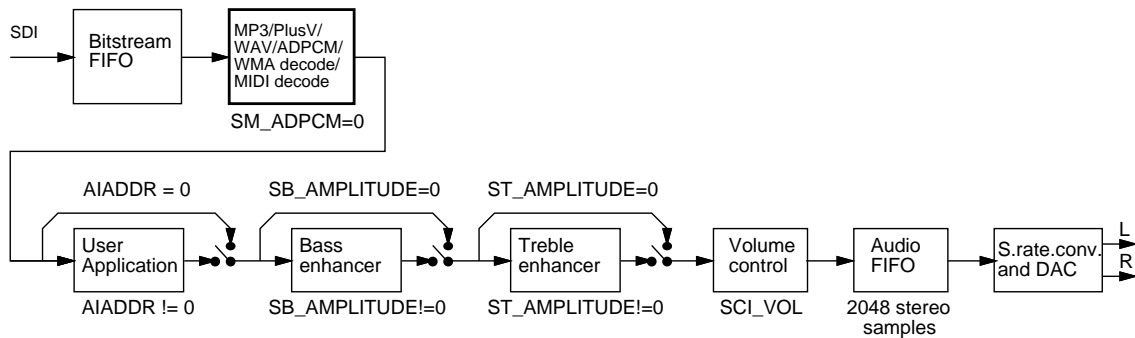 SDI
Bitstream
FIFO
MP3/PlusV/
WAV/ADPCM/
WMA decode/
MIDI decode
SM_ADPCM=0
AIADDR = 0
SB_AMPLITUDE=0
ST_AMPLITUDE=0
User
Application
Bass
enhancer
Treble
enhancer
Volume
control
Audio
FIFO
S.rate.conv.
and DAC
L
R
AIADDR != 0
SB_AMPLITUDE!=0
ST_AMPLITUDE!=0
SCI_VOL
2048 stereo
samples